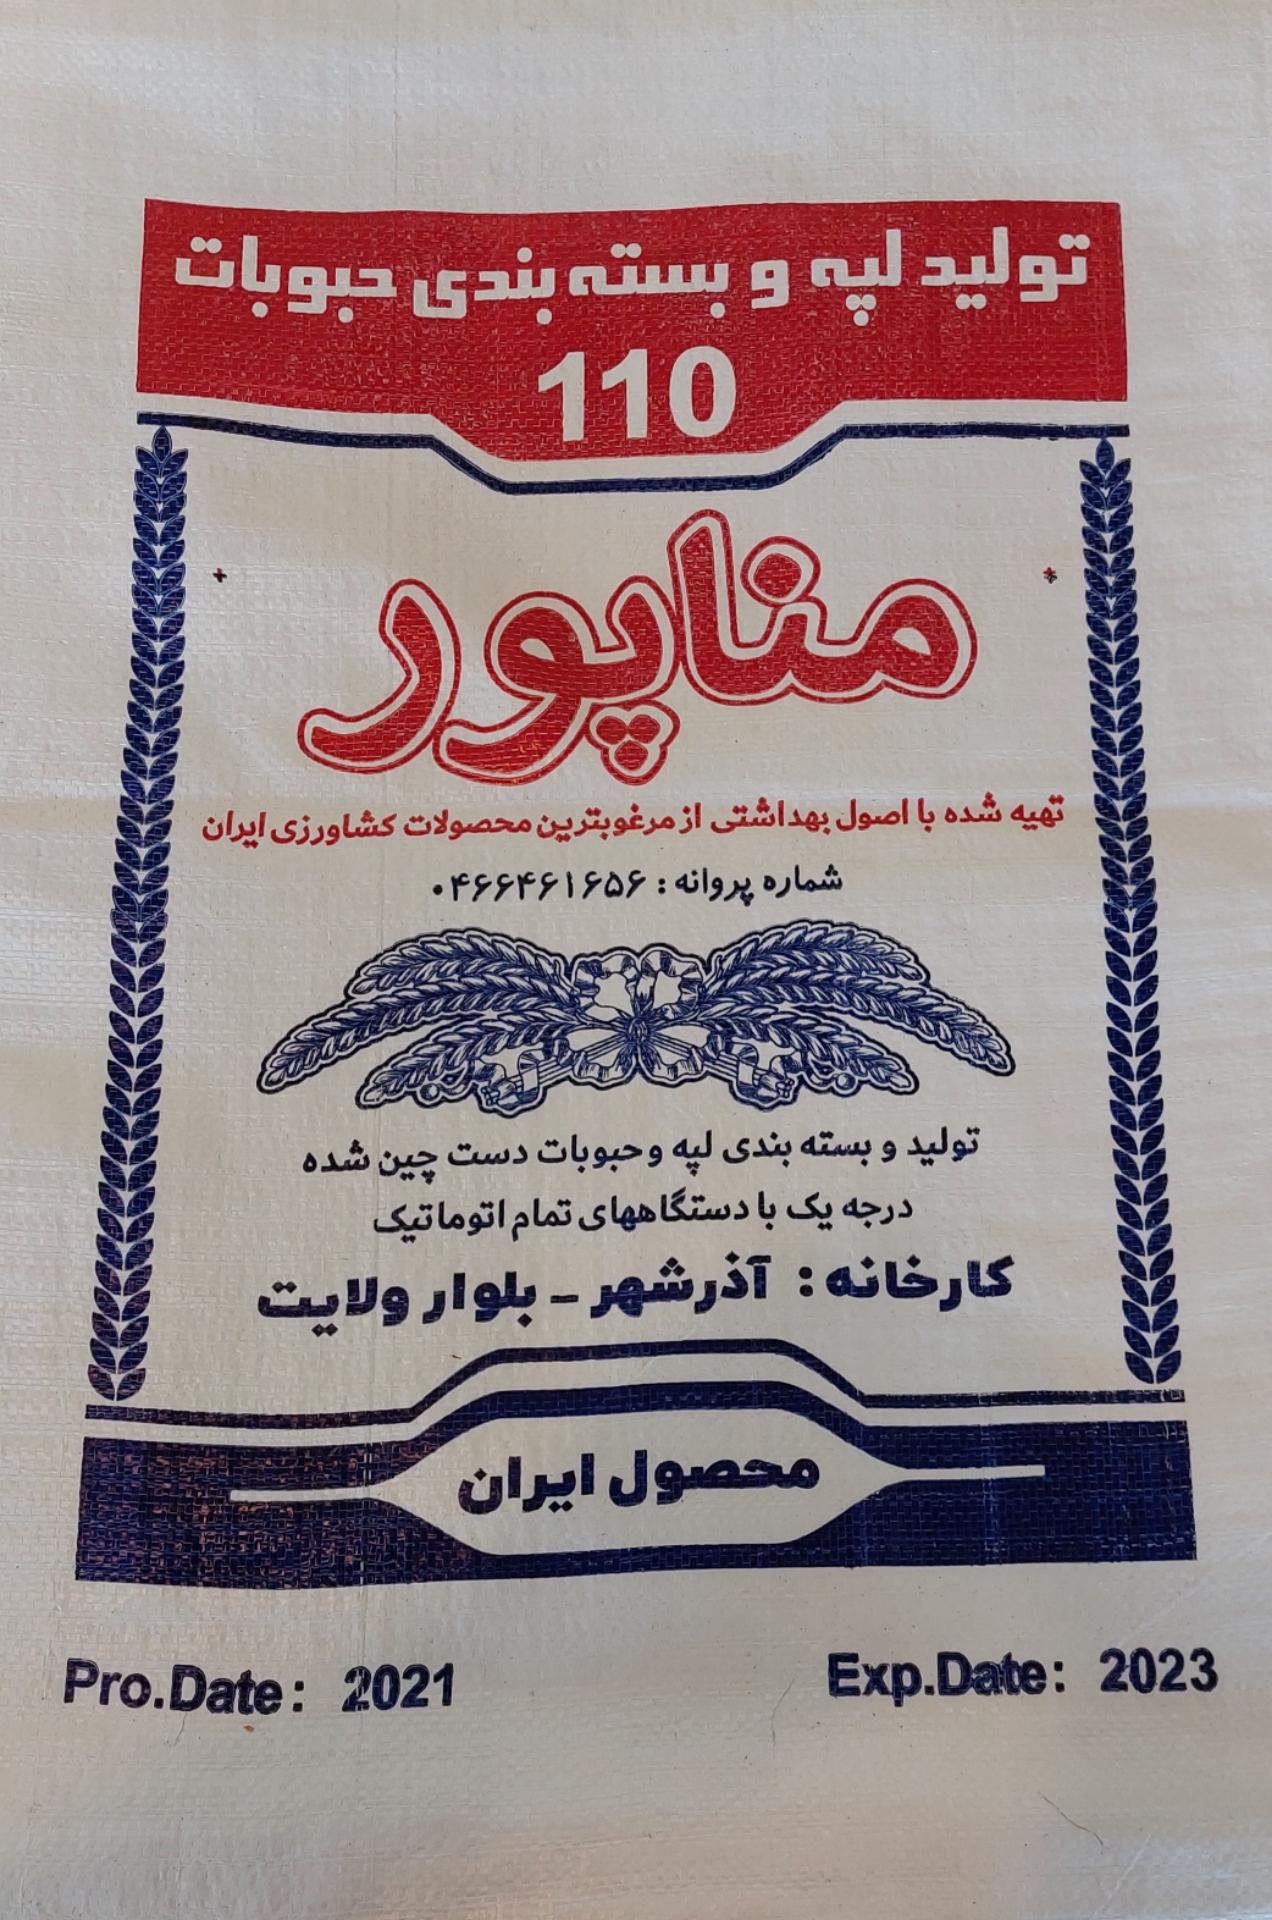 تولید لپه و بسته بندی حبوبات
110
مناپور
تهیه شده با اصول بهداشتی از مرغوبترین محصولات کشاورزی ایران
شماره پروانه : ۰۴۶۶۴۶۱۶۵۶
تولید و بسته بندی لپه و حبوبات دست چین شده
درجه یک با دستگاههای تمام اتوماتیک
کارخانه : آذرشهر - بلوار ولایت
محصول ایران
Pro.Date: 2021 Exp.Date: 2023